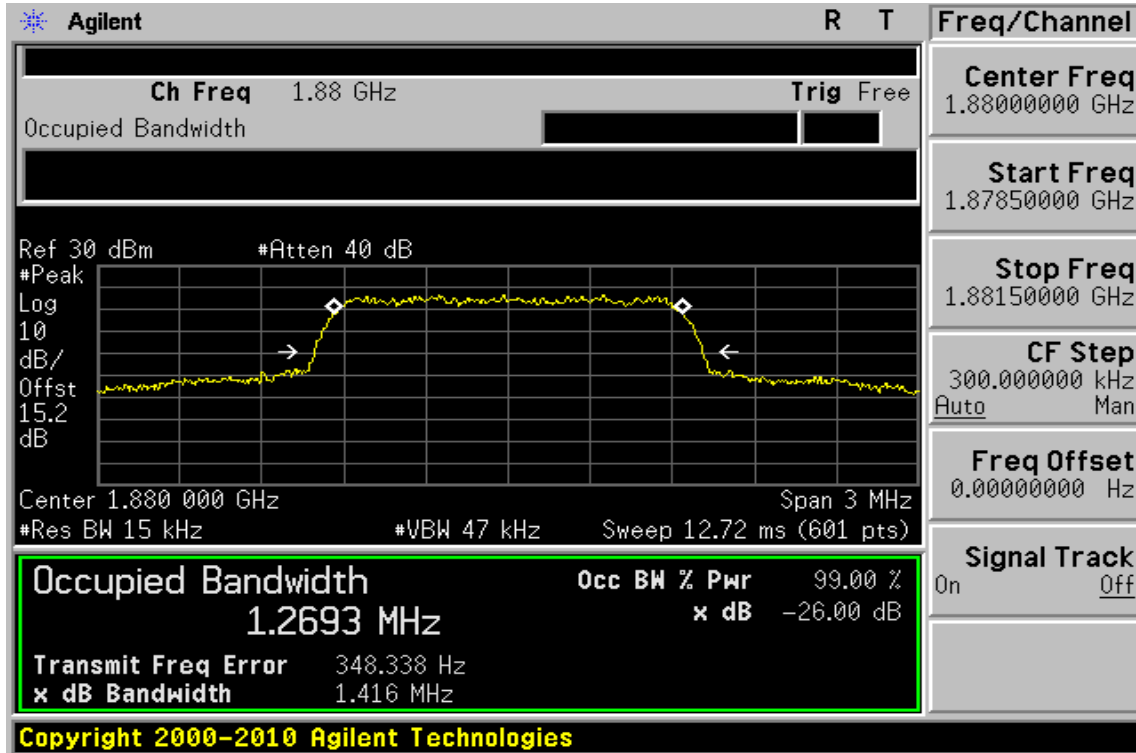 Agilent R T Freq/Channel
Ch Freq 1.88 GHz Trig Free
Occupied Bandwidth
Center Freq
1.88000000 GHz
Start Freq
1.87850000 GHz
Stop Freq
1.88150000 GHz
CF Step
300.000000 kHz
Auto Man
Freq Offset
0.00000000 Hz
Signal Track
On Off
Ref 30 dBm #Atten 40 dB
#Peak
Log
10
dB/
Offst
15.2
dB
Center 1.880 000 GHz Span 3 MHz
#Res BW 15 kHz #VBW 47 kHz Sweep 12.72 ms (601 pts)
Occupied Bandwidth Occ BW % Pwr 99.00 %
1.2693 MHz x dB -26.00 dB
Transmit Freq Error 348.338 Hz
x dB Bandwidth 1.416 MHz
Copyright 2000-2010 Agilent Technologies